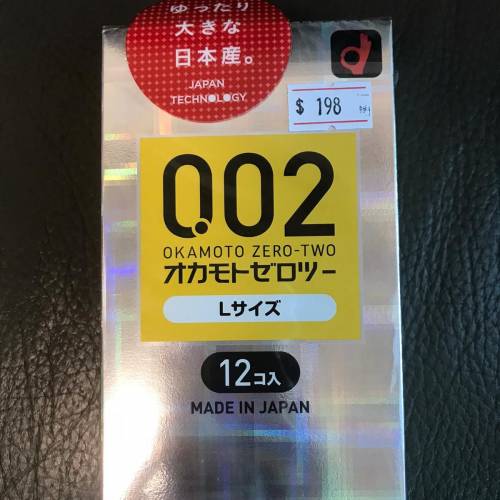 ゆったり
大きな
日本産。
JAPAN
TECHNOLOGY
$ 198
0.02
OKAMOTO ZERO-TWO
オカモトゼロツー
Lサイズ
12コ入
MADE IN JAPAN